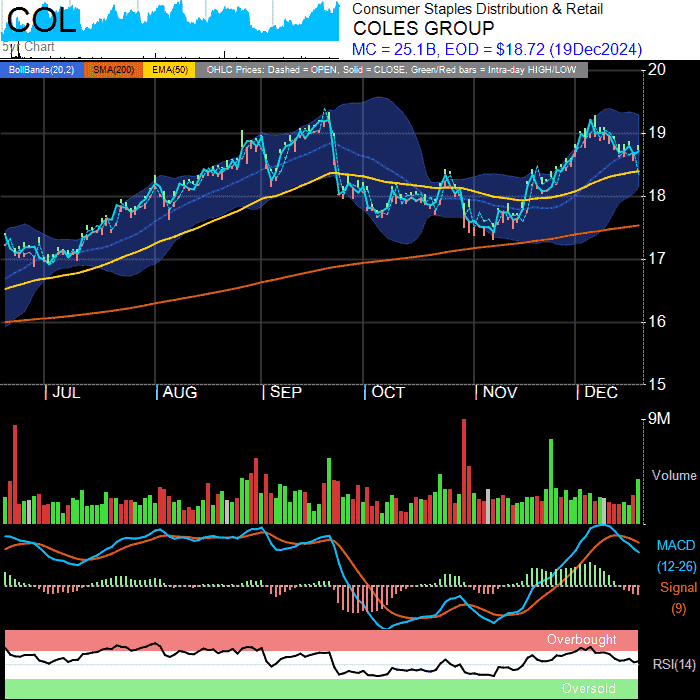 COL
5yr Chart
Consumer Staples Distribution & Retail
COLES GROUP
MC = 25.1B, EOD = $18.72 (19Dec2024)
BollBands(20,2) SMA(200) EMA(50) OHLC Prices: Dashed = OPEN, Solid = CLOSE, Green/Red bars = Intra-day HIGH/LOW
20
19
18
17
16
15
| JUL | AUG | SEP | OCT | NOV | DEC
9M
Volume
MACD
(12-26)
Signal
(9)
Overbought
RSI(14)
Oversold